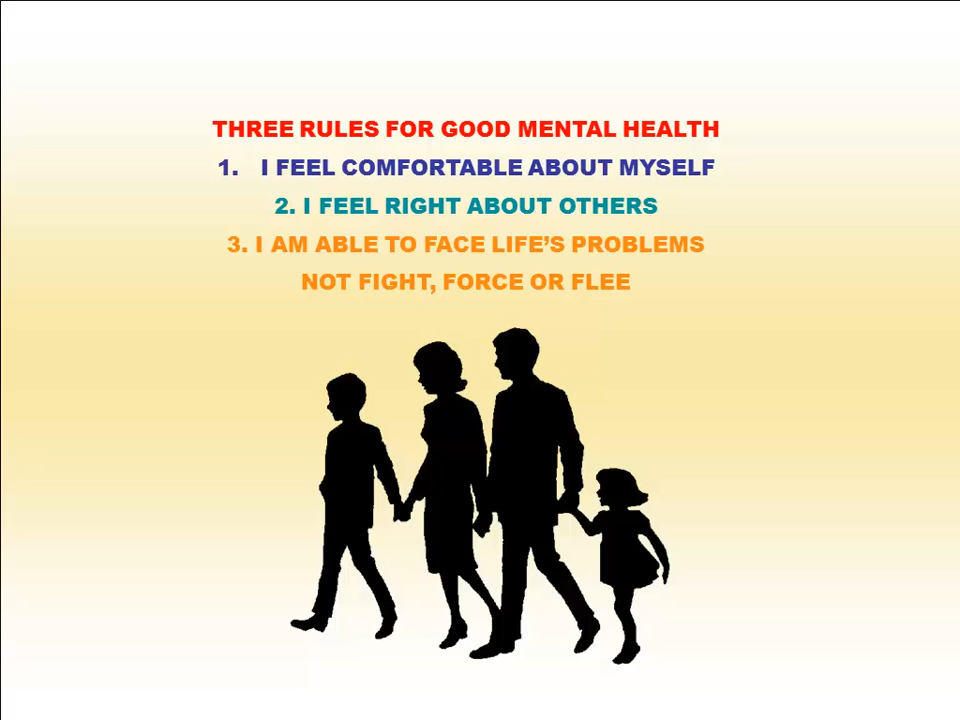 THREE RULES FOR GOOD MENTAL HEALTH
1. I FEEL COMFORTABLE ABOUT MYSELF
2. I FEEL RIGHT ABOUT OTHERS
3. I AM ABLE TO FACE LIFE’S PROBLEMS
NOT FIGHT, FORCE OR FLEE